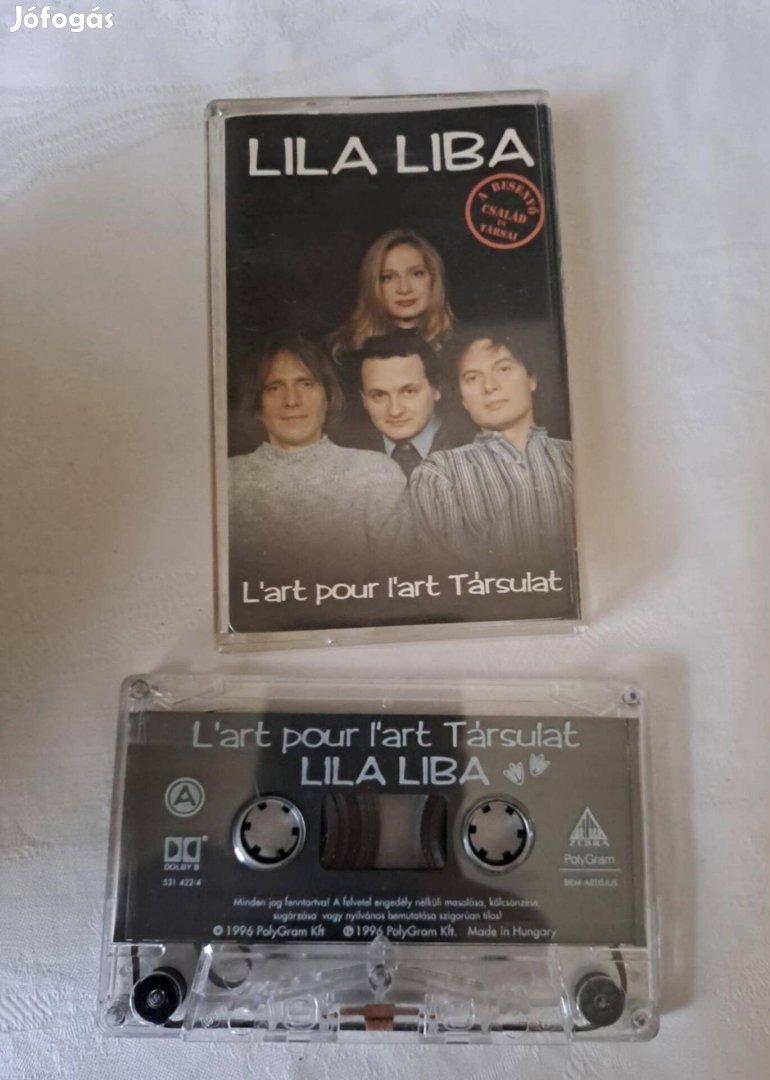 Jófogás
LILA LIBA
A BESENYŐ
CSALÁD
ÉS
TÁRSAI
L'art pour l'art Társulat
L'art pour l'art Társulat
LILA LIBA
A
DOLBY B
531 422-4
ZEBRA
PolyGram
BIEM-ARTISJUS
Minden jog fenntartva! A felvétel engedély nélküli másolása, kölcsönzése,
sugárzása vagy nyilvános bemutatása szigorúan tilos!
© 1996 PolyGram Kft ℗ 1996 PolyGram Kft. Made in Hungary